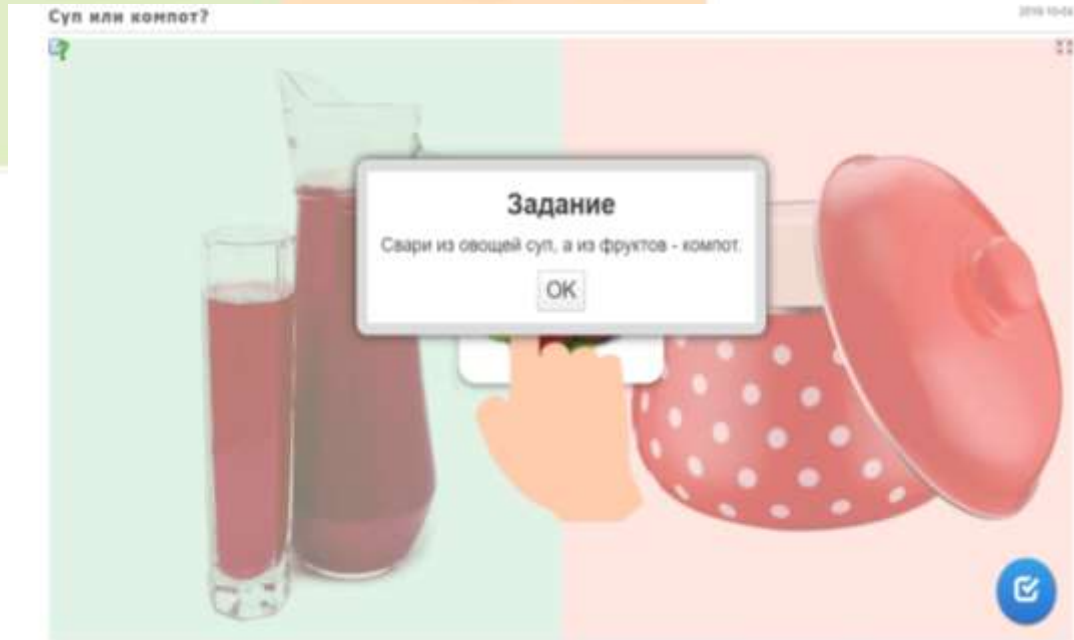 Суп или компот?
Задание
Свари из овощей суп, а из фруктов - компот.
OK